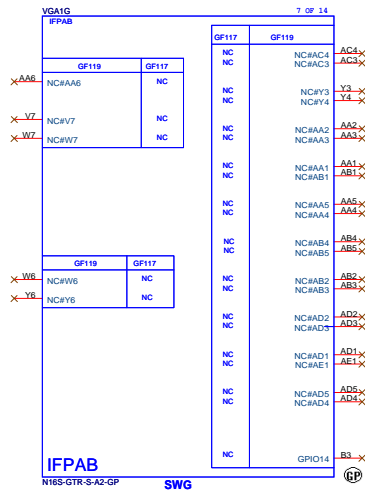 VGA1G 7 OF 14
IFPAB
GF117 GF119
NC NC#AC4 AC4
NC NC#AC3 AC3
GF119 GF117
AA6 NC#AA6 NC
NC NC#Y3 Y3
NC NC#Y4 Y4
V7 NC#V7 NC
W7 NC#W7 NC
NC NC#AA2 AA2
NC NC#AA3 AA3
NC NC#AA1 AA1
NC NC#AB1 AB1
NC NC#AA5 AA5
NC NC#AA4 AA4
NC NC#AB4 AB4
NC NC#AB5 AB5
GF119 GF117
W6 NC#W6 NC
Y6 NC#Y6 NC
NC NC#AB2 AB2
NC NC#AB3 AB3
NC NC#AD2 AD2
NC NC#AD3 AD3
NC NC#AD1 AD1
NC NC#AE1 AE1
NC NC#AD5 AD5
NC NC#AD4 AD4
NC GPIO14 B3
IFPAB
GP
N16S-GTR-S-A2-GP
SWG